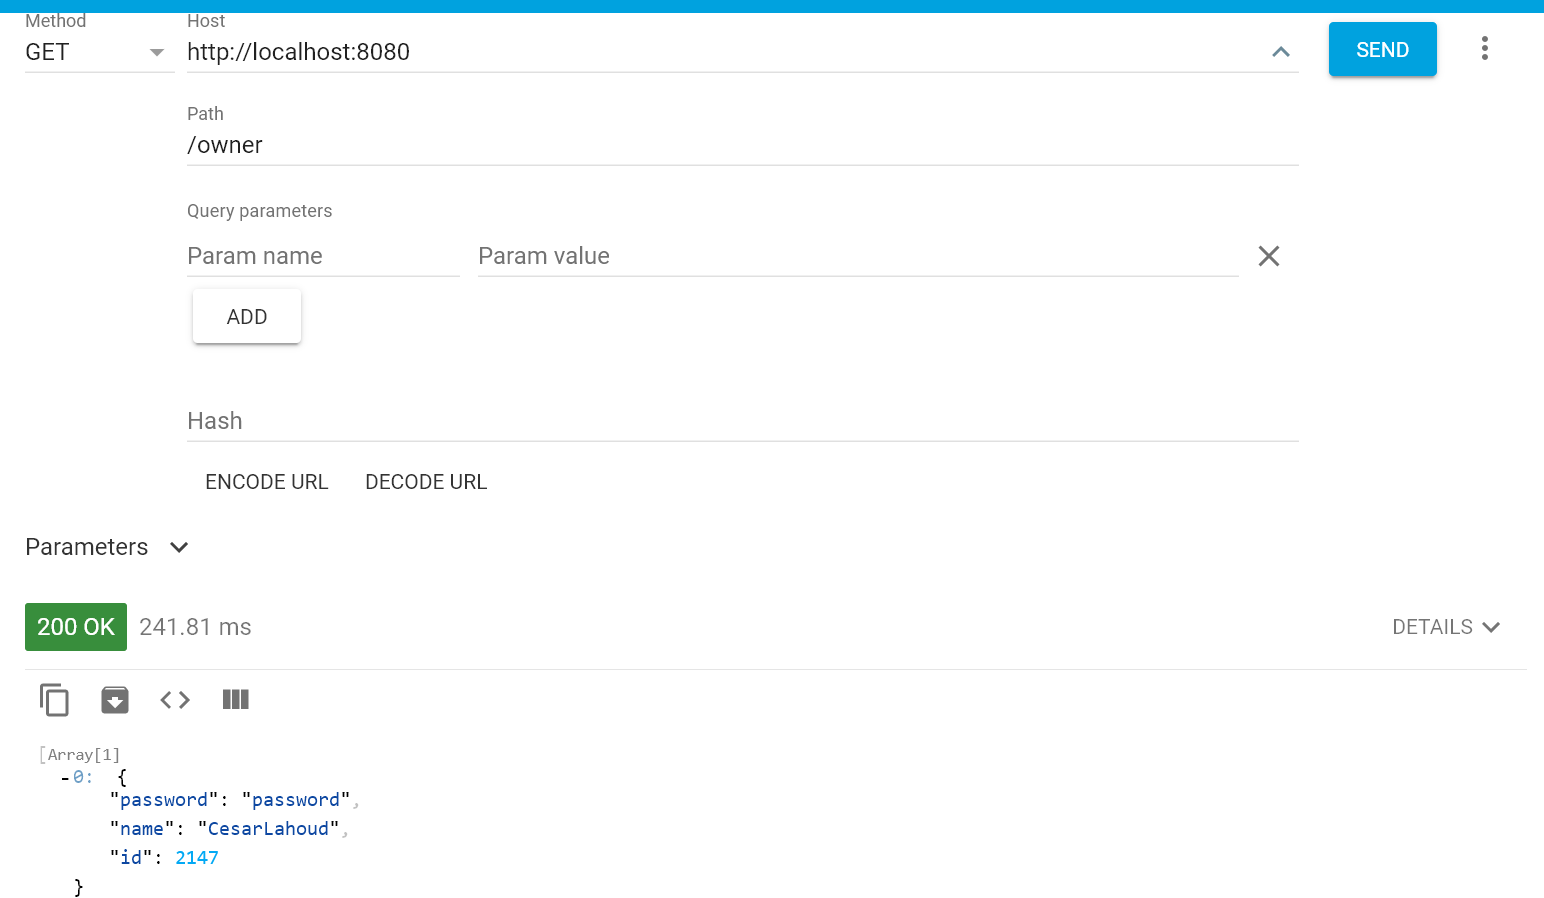 Method Host
GET http://localhost:8080 SEND
Path
/owner
Query parameters
Param name Param value
ADD
Hash
ENCODE URL DECODE URL
Parameters
200 OK 241.81 ms DETAILS
[Array[1]
-0: {
"password": "password",
"name": "CesarLahoud",
"id": 2147
}